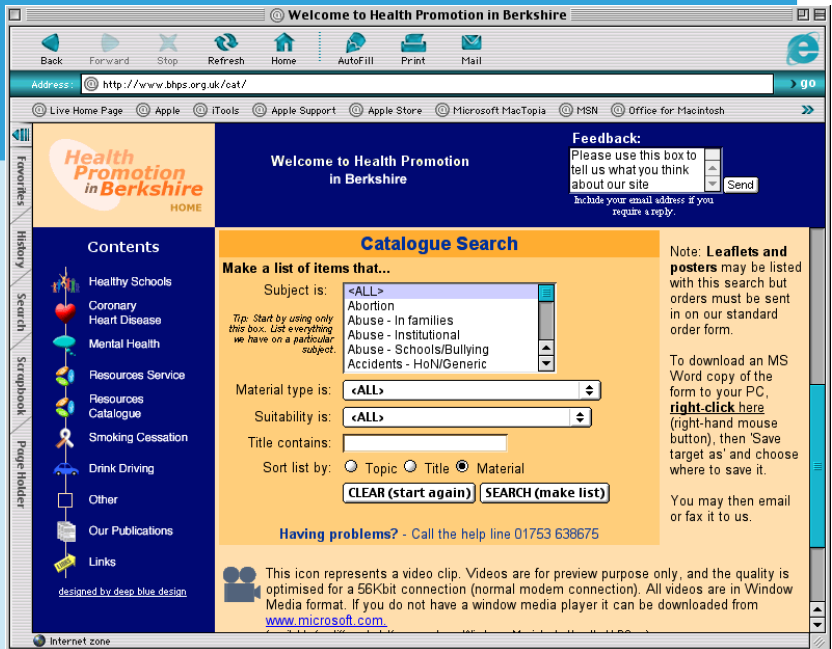 Welcome to Health Promotion in Berkshire
Back
Forward
Stop
Refresh
Home
AutoFill
Print
Mail
Address:
http://www.bhps.org.uk/cat/
go
Live Home Page
Apple
iTools
Apple Support
Apple Store
Microsoft MacTopia
MSN
Office for Macintosh
Favorites
History
Search
Scrapbook
Page Holder
Health
Promotion
in Berkshire
HOME
Welcome to Health Promotion
in Berkshire
Feedback:
Please use this box to
tell us what you think
about our site
Send
Include your email address if you
require a reply.
Contents
Healthy Schools
Coronary
Heart Disease
Mental Health
Resources Service
Resources
Catalogue
Smoking Cessation
Drink Driving
Other
Our Publications
Links
designed by deep blue design
Catalogue Search
Make a list of items that...
Subject is:
Tip: Start by using only
this box. List everything
we have on a particular
subject.
<ALL>
Abortion
Abuse - In families
Abuse - Institutional
Abuse - Schools/Bullying
Accidents - HoN/Generic
Material type is: <ALL>
Suitability is: <ALL>
Title contains:
Sort list by: Topic Title Material
CLEAR (start again) SEARCH (make list)
Having problems? - Call the help line 01753 638675
Note: Leaflets and
posters may be listed
with this search but
orders must be sent
in on our standard
order form.
To download an MS
Word copy of the
form to your PC,
right-click here
(right-hand mouse
button), then 'Save
target as' and choose
where to save it.
You may then email
or fax it to us.
This icon represents a video clip. Videos are for preview purpose only, and the quality is
optimised for a 56Kbit connection (normal modem connection). All videos are in Window
Media format. If you do not have a window media player it can be downloaded from
www.microsoft.com.
Internet zone